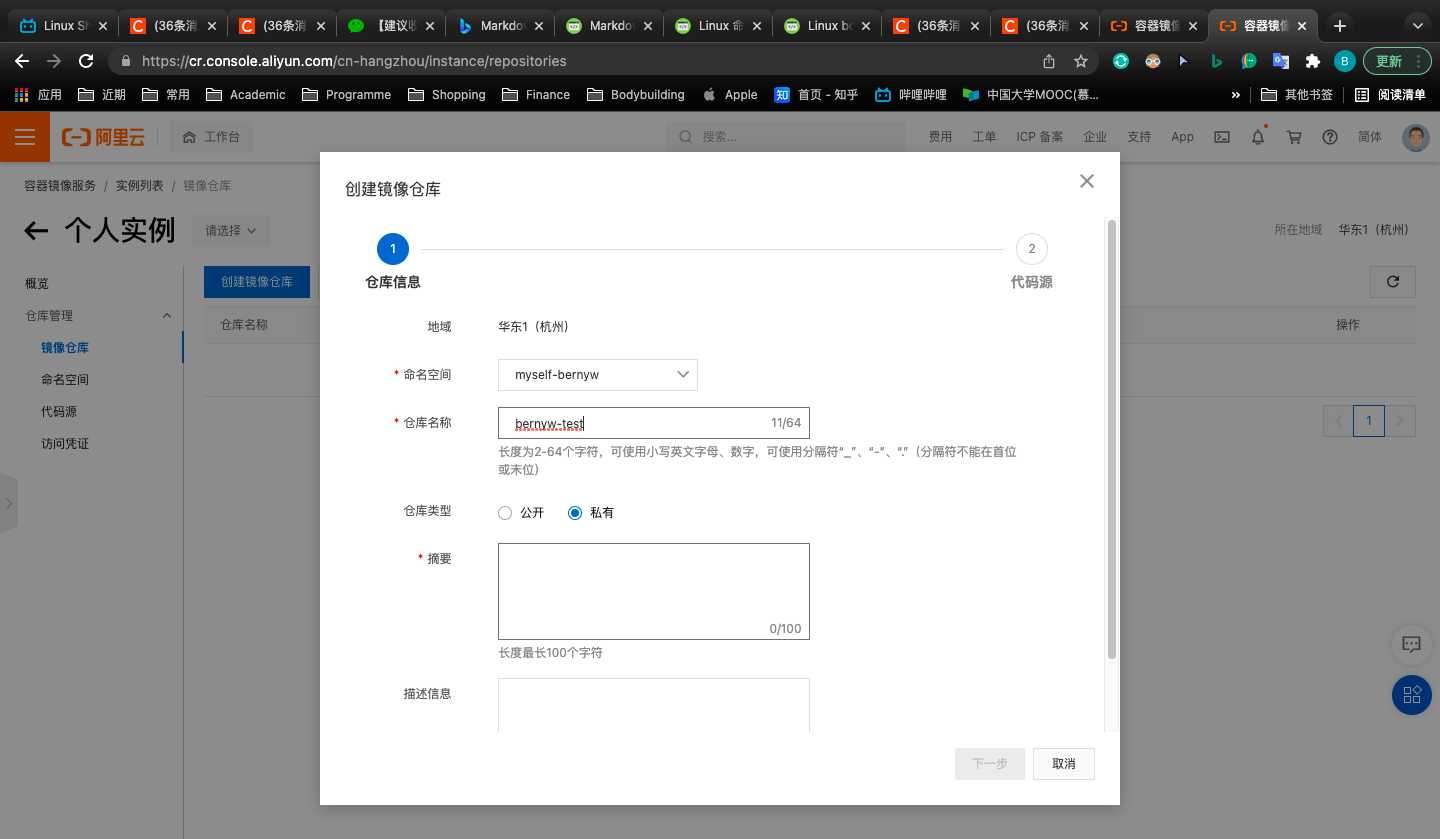 Linux Sh
(36条消
(36条消
【建议收
Markdow
Markdow
Linux 命
Linux bc
(36条消
(36条消
容器镜像
容器镜像
https://cr.console.aliyun.com/cn-hangzhou/instance/repositories
B
更新
应用
近期
常用
Academic
Programme
Shopping
Finance
Bodybuilding
Apple
知 首页 - 知乎
哔哩哔哩
中国大学MOOC(慕...
»
其他书签
阅读清单
阿里云
工作台
搜索...
费用
工单
ICP 备案
企业
支持
App
简体
容器镜像服务 / 实例列表 / 镜像仓库
个人实例
请选择
所在地域 华东1（杭州）
概览
仓库管理
镜像仓库
命名空间
代码源
访问凭证
创建镜像仓库
仓库名称
操作
1
创建镜像仓库
1
2
仓库信息
代码源
地域 华东1（杭州）
* 命名空间 myself-bernyw
* 仓库名称 bernyw-test 11/64
长度为2-64个字符，可使用小写英文字母、数字，可使用分隔符“_”、“-”、“.”（分隔符不能在首位
或末位）
仓库类型 公开 私有
* 摘要
0/100
长度最长100个字符
描述信息
下一步
取消